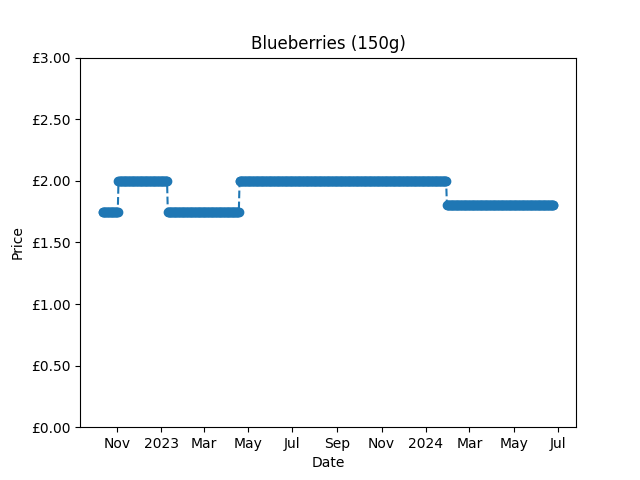 Blueberries (150g)
£3.00
£2.50
£2.00
£1.50
£1.00
£0.50
£0.00
Price
Nov 2023 Mar May Jul Sep Nov 2024 Mar May Jul
Date